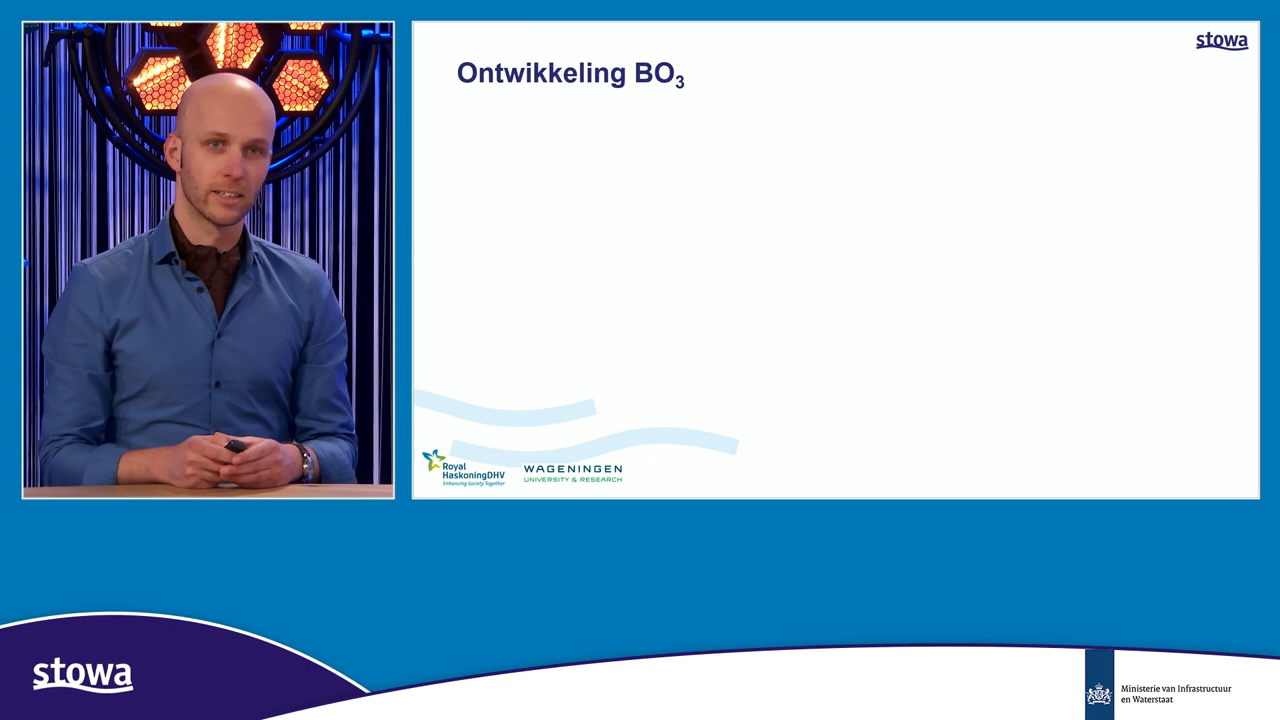 stowa
Ontwikkeling BO₃
Royal
HaskoningDHV
Enhancing Society Together
WAGENINGEN
UNIVERSITY & RESEARCH
stowa
Ministerie van Infrastructuur
en Waterstaat